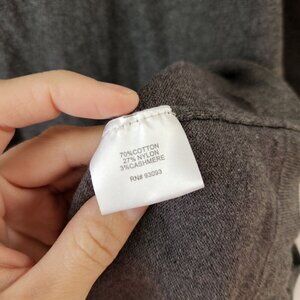 70%COTTON
27% NYLON
3%CASHMERE
RN# 93093